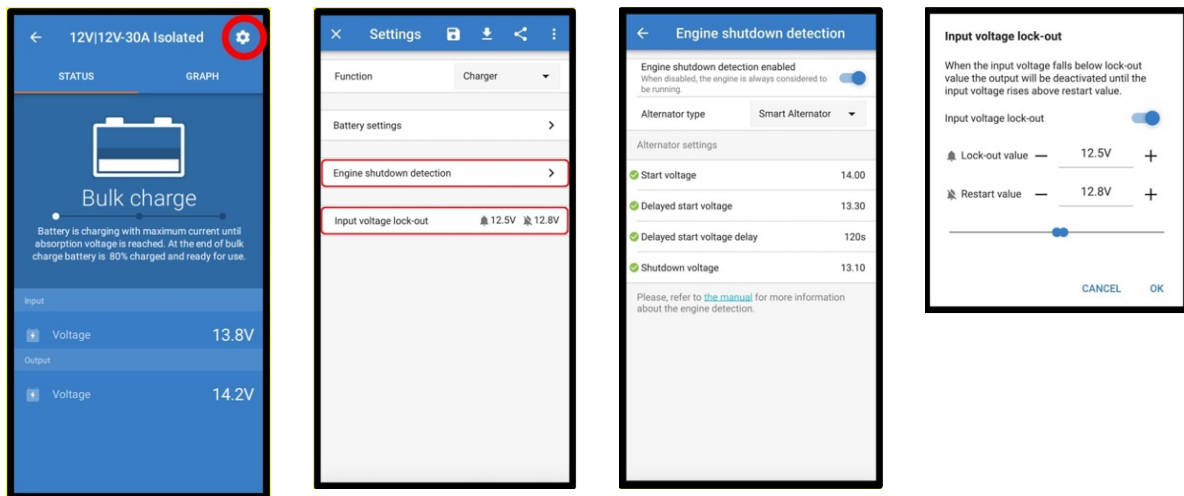 12V|12V-30A Isolated
STATUS
GRAPH
Bulk charge
Battery is charging with maximum current until
absorption voltage is reached. At the end of bulk
charge battery is 80% charged and ready for use.
Input
Voltage
13.8V
Output
Voltage
14.2V
Settings
Function
Charger
Battery settings
Engine shutdown detection
Input voltage lock-out
12.5V
12.8V
Engine shutdown detection
Engine shutdown detection enabled
When disabled, the engine is always considered to
be running.
Alternator type
Smart Alternator
Alternator settings
Start voltage
14.00
Delayed start voltage
13.30
Delayed start voltage delay
120s
Shutdown voltage
13.10
Please, refer to the manual for more information
about the engine detection.
Input voltage lock-out
When the input voltage falls below lock-out
value the output will be deactivated until the
input voltage rises above restart value.
Input voltage lock-out
Lock-out value
12.5V
Restart value
12.8V
CANCEL
OK